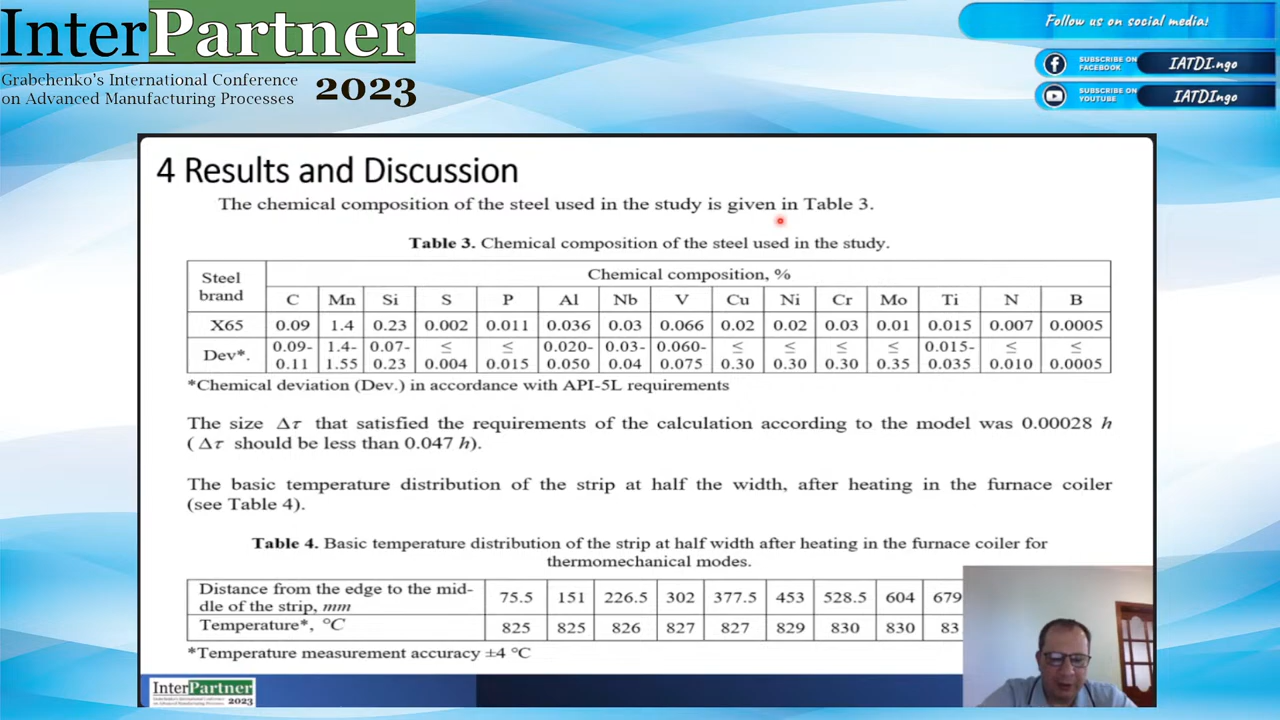 InterPartner
Grabchenko's International Conference
on Advanced Manufacturing Processes
2023
Follow us on social media!
SUBSCRIBE ON
FACEBOOK
IATDI.ngo
SUBSCRIBE ON
YOUTUBE
IATDIngo
4 Results and Discussion
The chemical composition of the steel used in the study is given in Table 3.
Table 3. Chemical composition of the steel used in the study.
Steel brand Chemical composition, %
C Mn Si S P Al Nb V Cu Ni Cr Mo Ti N B
X65 0.09 1.4 0.23 0.002 0.011 0.036 0.03 0.066 0.02 0.02 0.03 0.01 0.015 0.007 0.0005
Dev*. 0.09-0.11 1.4-1.55 0.07-0.23 ≤ 0.004 ≤ 0.015 0.020-0.050 0.03-0.04 0.060-0.075 ≤ 0.30 ≤ 0.30 ≤ 0.30 ≤ 0.35 0.015-0.035 ≤ 0.010 ≤ 0.0005
*Chemical deviation (Dev.) in accordance with API-5L requirements
The size Δτ that satisfied the requirements of the calculation according to the model was 0.00028 h
(Δτ should be less than 0.047 h).
The basic temperature distribution of the strip at half the width, after heating in the furnace coiler
(see Table 4).
Table 4. Basic temperature distribution of the strip at half width after heating in the furnace coiler for
thermomechanical modes.
Distance from the edge to the mid-
dle of the strip, mm 75.5 151 226.5 302 377.5 453 528.5 604 679
Temperature*, °C 825 825 826 827 827 829 830 830 83
*Temperature measurement accuracy ±4 °C
InterPartner
2023